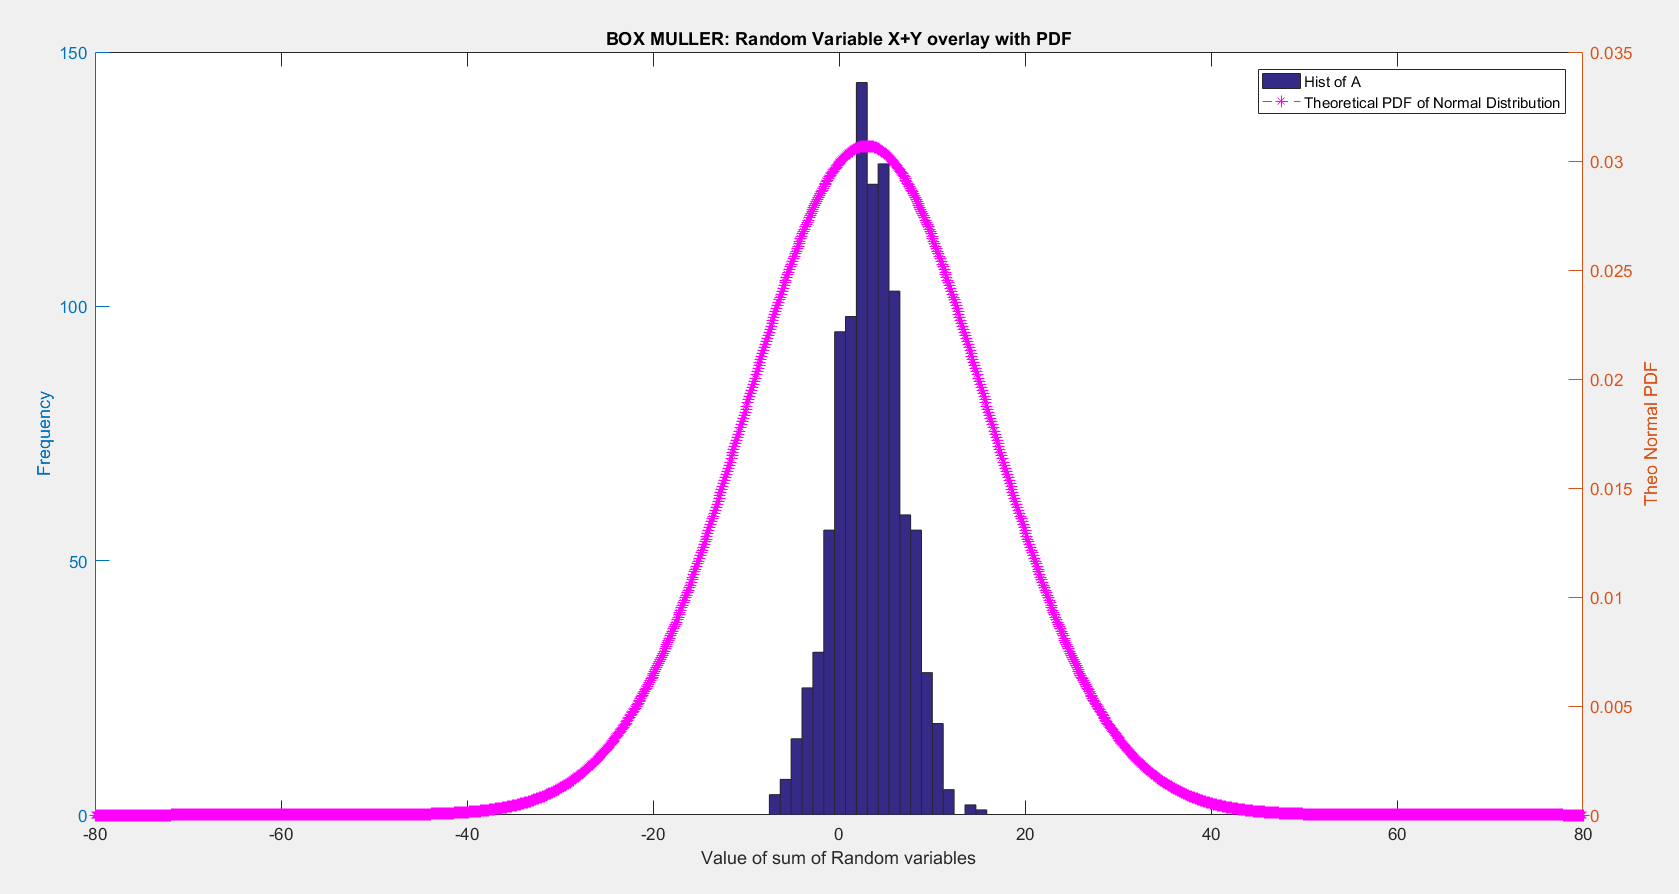 BOX MULLER: Random Variable X+Y overlay with PDF
Hist of A
Theoretical PDF of Normal Distribution
150
100
50
0
Frequency
0.035
0.03
0.025
0.02
0.015
0.01
0.005
0
Theo Normal PDF
-80 -60 -40 -20 0 20 40 60 80
Value of sum of Random variables